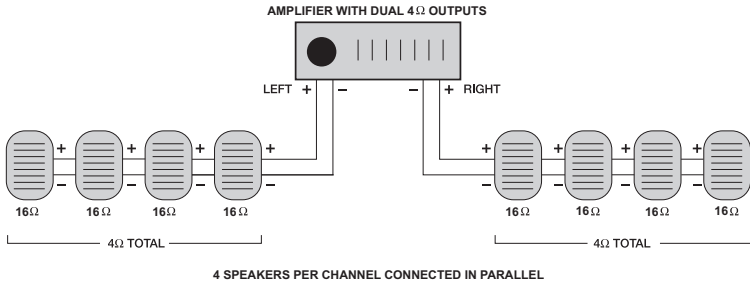 AMPLIFIER WITH DUAL 4Ω OUTPUTS
LEFT + − − + RIGHT
+ + + + + + + +
− − − − − − − −
16Ω 16Ω 16Ω 16Ω 16Ω 16Ω 16Ω 16Ω
4Ω TOTAL 4Ω TOTAL
4 SPEAKERS PER CHANNEL CONNECTED IN PARALLEL